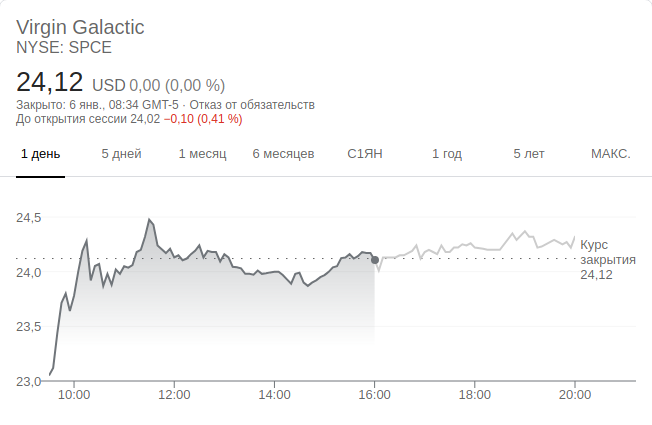 Virgin Galactic
NYSE: SPCE
24,12 USD 0,00 (0,00 %)
Закрыто: 6 янв., 08:34 GMT-5 · Отказ от обязательств
До открытия сессии 24,02 −0,10 (0,41 %)
1 день 5 дней 1 месяц 6 месяцев С1ЯН 1 год 5 лет МАКС.
24,5
24,0
23,5
23,0
Курс
закрытия
24,12
10:00 12:00 14:00 16:00 18:00 20:00